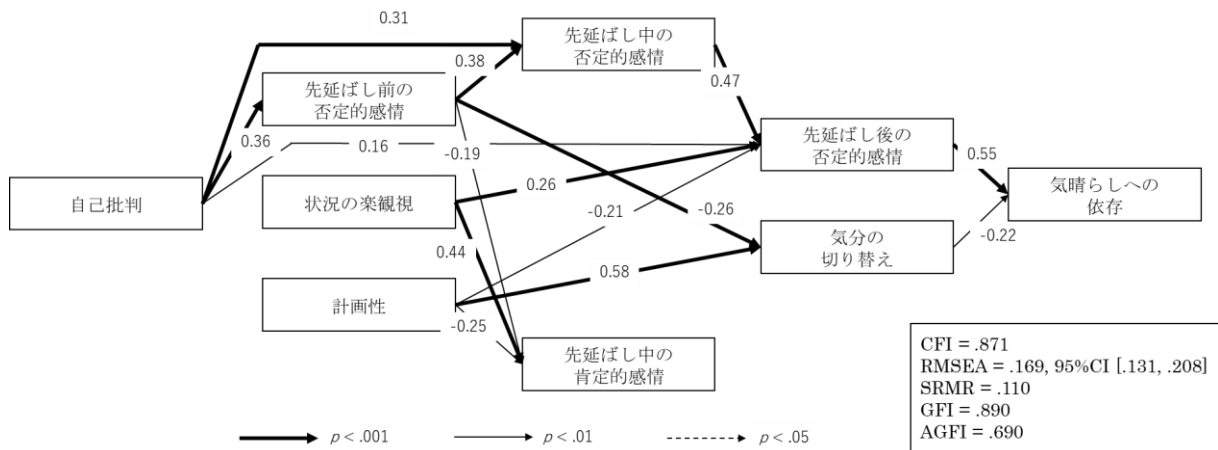 0.31
先延ばし中の
否定的感情
0.38
0.47
先延ばし前の
否定的感情
0.36
0.16
-0.19
先延ばし後の
否定的感情
0.55
自己批判
状況の楽観視
0.26
気晴らしへの
依存
-0.21
-0.26
-0.22
0.44
気分の
切り替え
0.58
計画性
-0.25
先延ばし中の
肯定的感情
CFI = .871
RMSEA = .169, 95%CI [.131, .208]
SRMR = .110
GFI = .890
AGFI = .690
p < .001
p < .01
p < .05